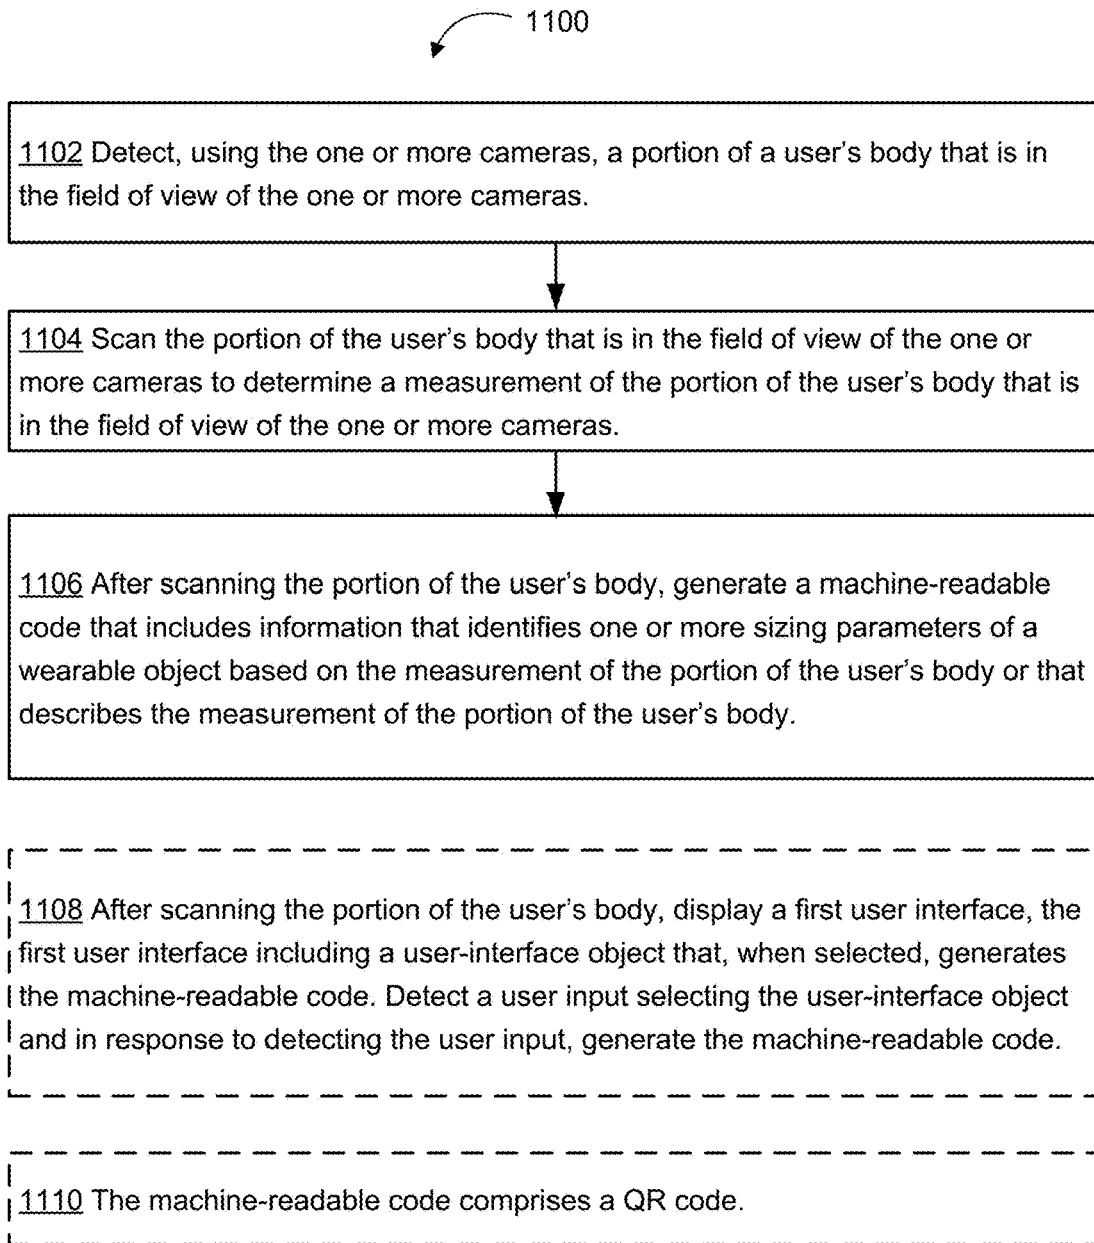 1100
1102 Detect, using the one or more cameras, a portion of a user's body that is in
the field of view of the one or more cameras.
1104 Scan the portion of the user's body that is in the field of view of the one or
more cameras to determine a measurement of the portion of the user's body that is
in the field of view of the one or more cameras.
1106 After scanning the portion of the user's body, generate a machine-readable
code that includes information that identifies one or more sizing parameters of a
wearable object based on the measurement of the portion of the user's body or that
describes the measurement of the portion of the user's body.
1108 After scanning the portion of the user's body, display a first user interface, the
first user interface including a user-interface object that, when selected, generates
the machine-readable code. Detect a user input selecting the user-interface object
and in response to detecting the user input, generate the machine-readable code.
1110 The machine-readable code comprises a QR code.